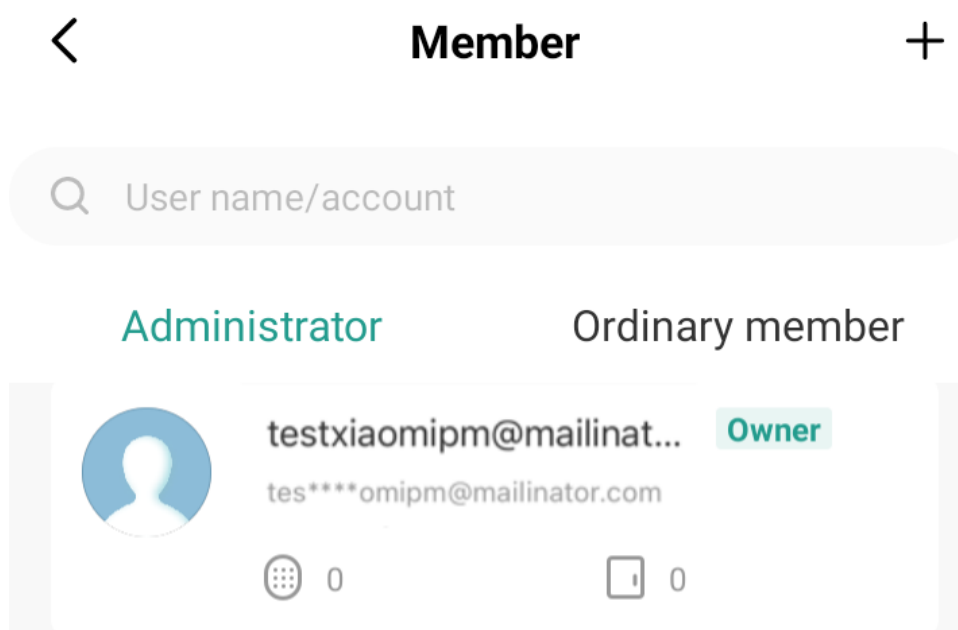 Member
User name/account
Administrator Ordinary member
testxiaomipm@mailinat... Owner
tes****omipm@mailinator.com
0 0